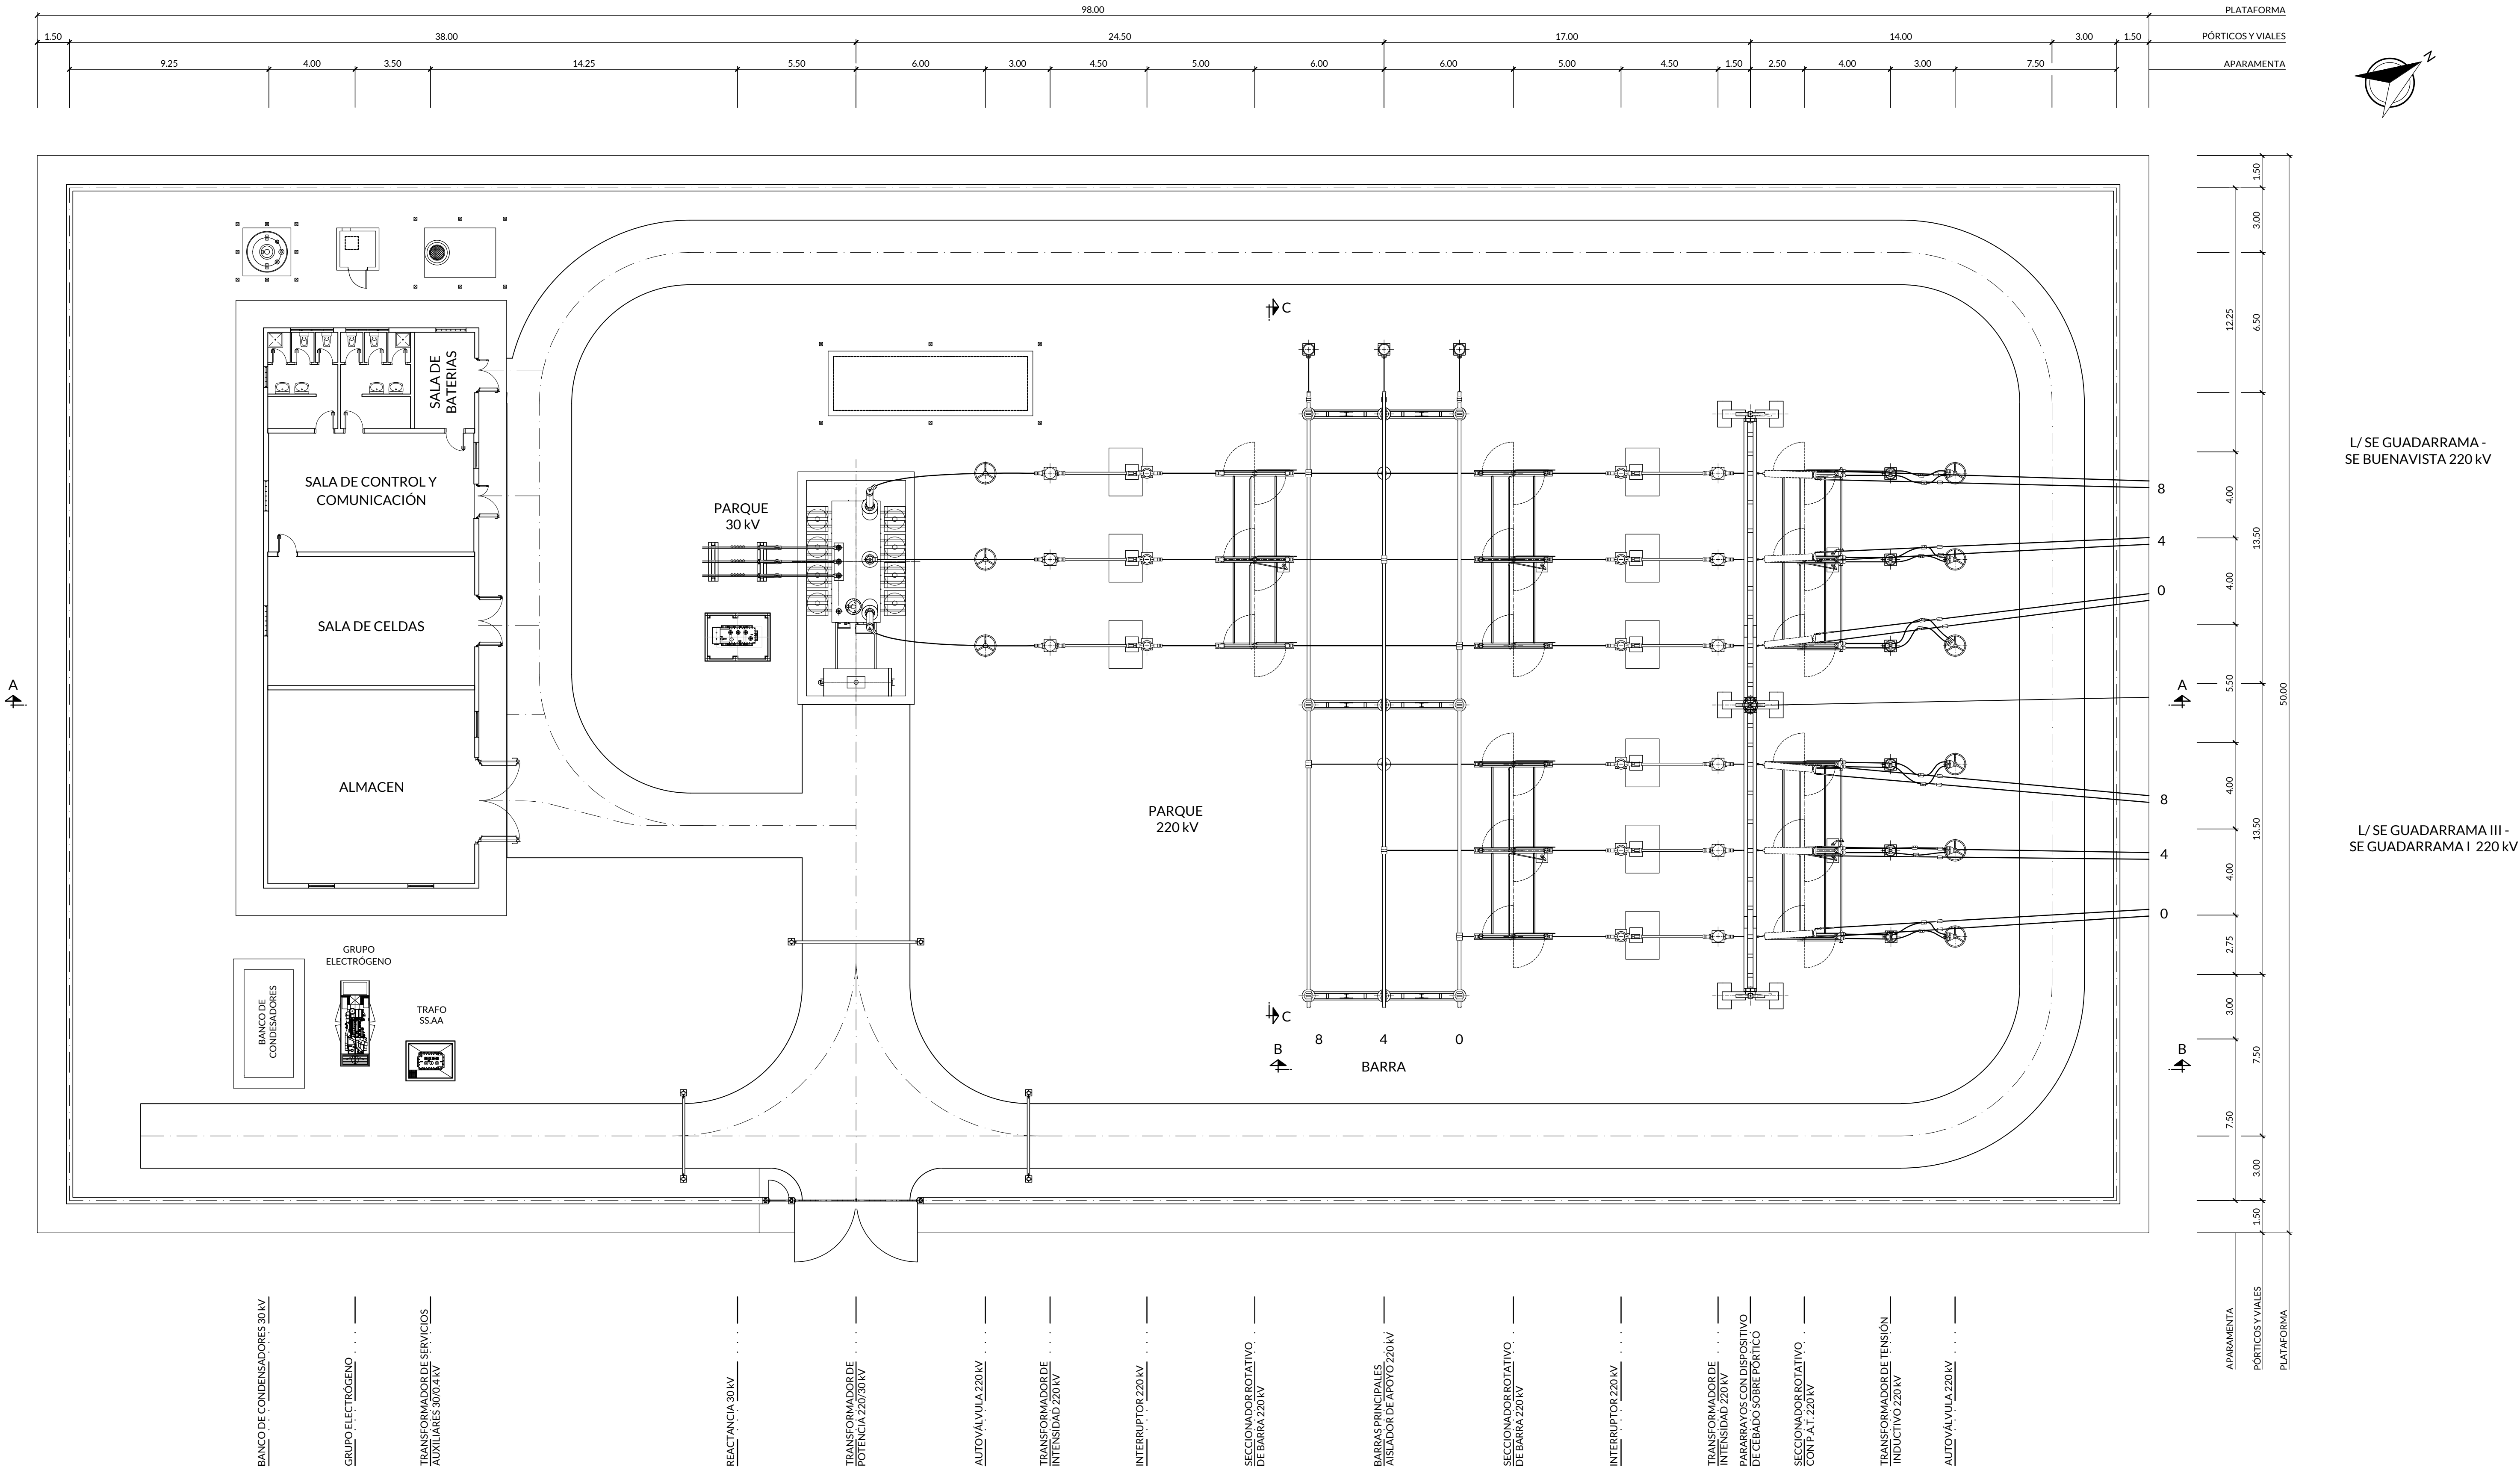 98.00
PLATAFORMA
1.50
38.00
24.50
17.00
14.00
3.00
1.50
PÓRTICOS Y VIALES
9.25
4.00
3.50
14.25
5.50
6.00
3.00
4.50
5.00
6.00
6.00
5.00
4.50
1.50
2.50
4.00
3.00
7.50
APARAMENTA
N
1.50
3.00
12.25
6.50
4.00
13.50
4.00
5.50
50.00
4.00
13.50
4.00
2.75
3.00
7.50
7.50
3.00
1.50
C
SALA DE
BATERIAS
SALA DE CONTROL Y
COMUNICACIÓN
SALA DE CELDAS
ALMACEN
PARQUE
30 kV
PARQUE
220 kV
L/ SE GUADARRAMA -
SE BUENAVISTA 220 kV
8
4
0
A
A
8
4
0
L/ SE GUADARRAMA III -
SE GUADARRAMA I 220 kV
GRUPO
ELECTRÓGENO
BANCO DE
CONDESADORES
TRAFO
SS.AA
C
8
4
0
BARRA
B
B
BANCO DE CONDENSADORES 30 kV
GRUPO ELECTRÓGENO
TRANSFORMADOR DE SERVICIOS
AUXILIARES 30/0.4 kV
REACTANCIA 30 kV
TRANSFORMADOR DE
POTENCIA 220/30 kV
AUTOVÁLVULA 220 kV
TRANSFORMADOR DE
INTENSIDAD 220 kV
INTERRUPTOR 220 kV
SECCIONADOR ROTATIVO
DE BARRA 220 kV
BARRAS PRINCIPALES
AISLADOR DE APOYO 220 kV
SECCIONADOR ROTATIVO
DE BARRA 220 kV
INTERRUPTOR 220 kV
TRANSFORMADOR DE
INTENSIDAD 220 kV
PARARRAYOS CON DISPOSITIVO
DE CEBADO SOBRE PÓRTICO
SECCIONADOR ROTATIVO
CON P.A.T. 220 kV
TRANSFORMADOR DE TENSIÓN
INDUCTIVO 220 kV
AUTOVÁLVULA 220 kV
APARAMENTA
PÓRTICOS Y VIALES
PLATAFORMA